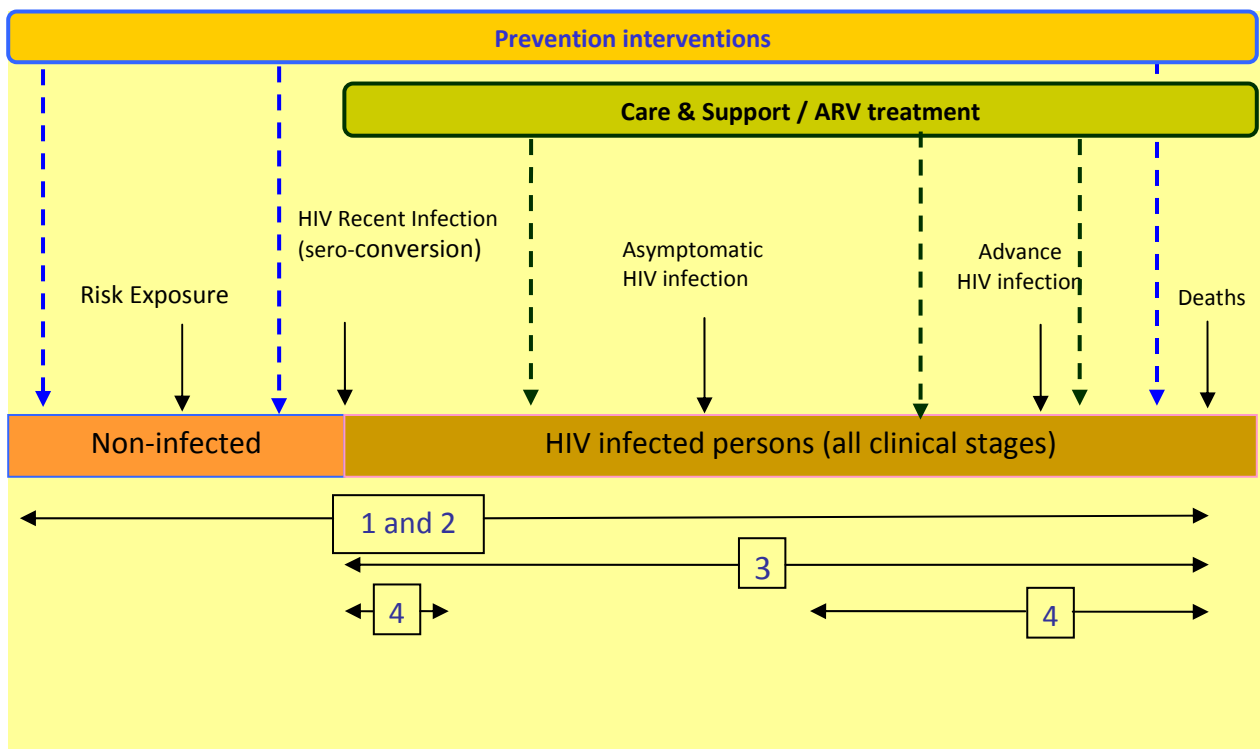 Prevention interventions
Care & Support / ARV treatment
HIV Recent Infection
(sero-conversion)
Asymptomatic
HIV infection
Advance
HIV infection
Risk Exposure
Deaths
Non-infected
HIV infected persons (all clinical stages)
1 and 2
3
4
4